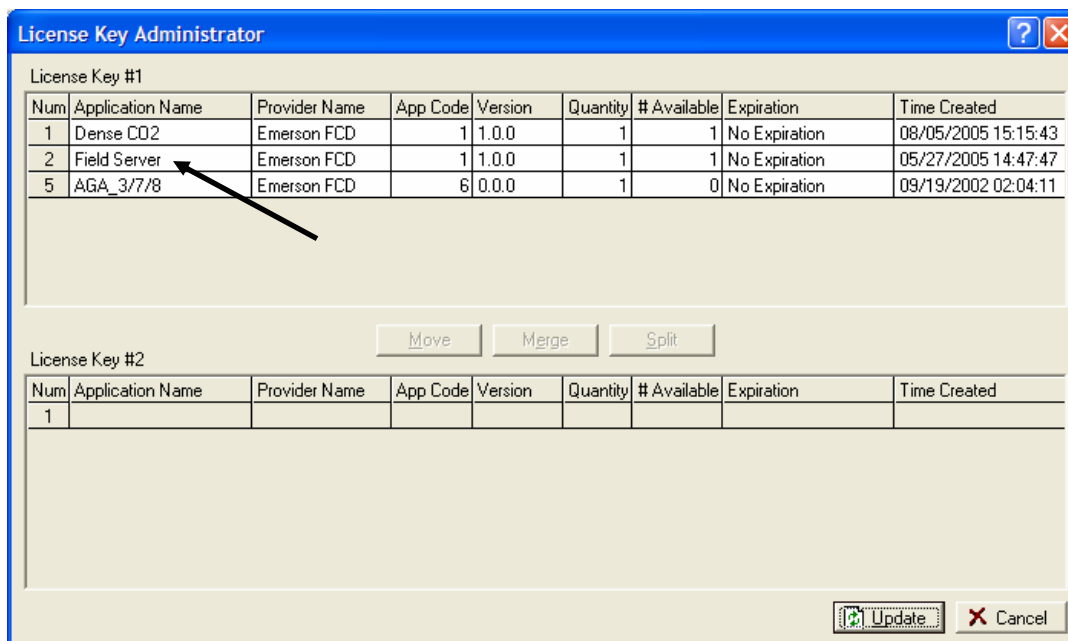 License Key Administrator
License Key #1
Num Application Name Provider Name App Code Version Quantity # Available Expiration Time Created
1 Dense CO2 Emerson FCD 1 1.0.0 1 1 No Expiration 08/05/2005 15:15:43
2 Field Server Emerson FCD 1 1.0.0 1 1 No Expiration 05/27/2005 14:47:47
5 AGA_3/7/8 Emerson FCD 6 0.0.0 1 0 No Expiration 09/19/2002 02:04:11
Move Merge Split
License Key #2
Num Application Name Provider Name App Code Version Quantity # Available Expiration Time Created
1
Update Cancel